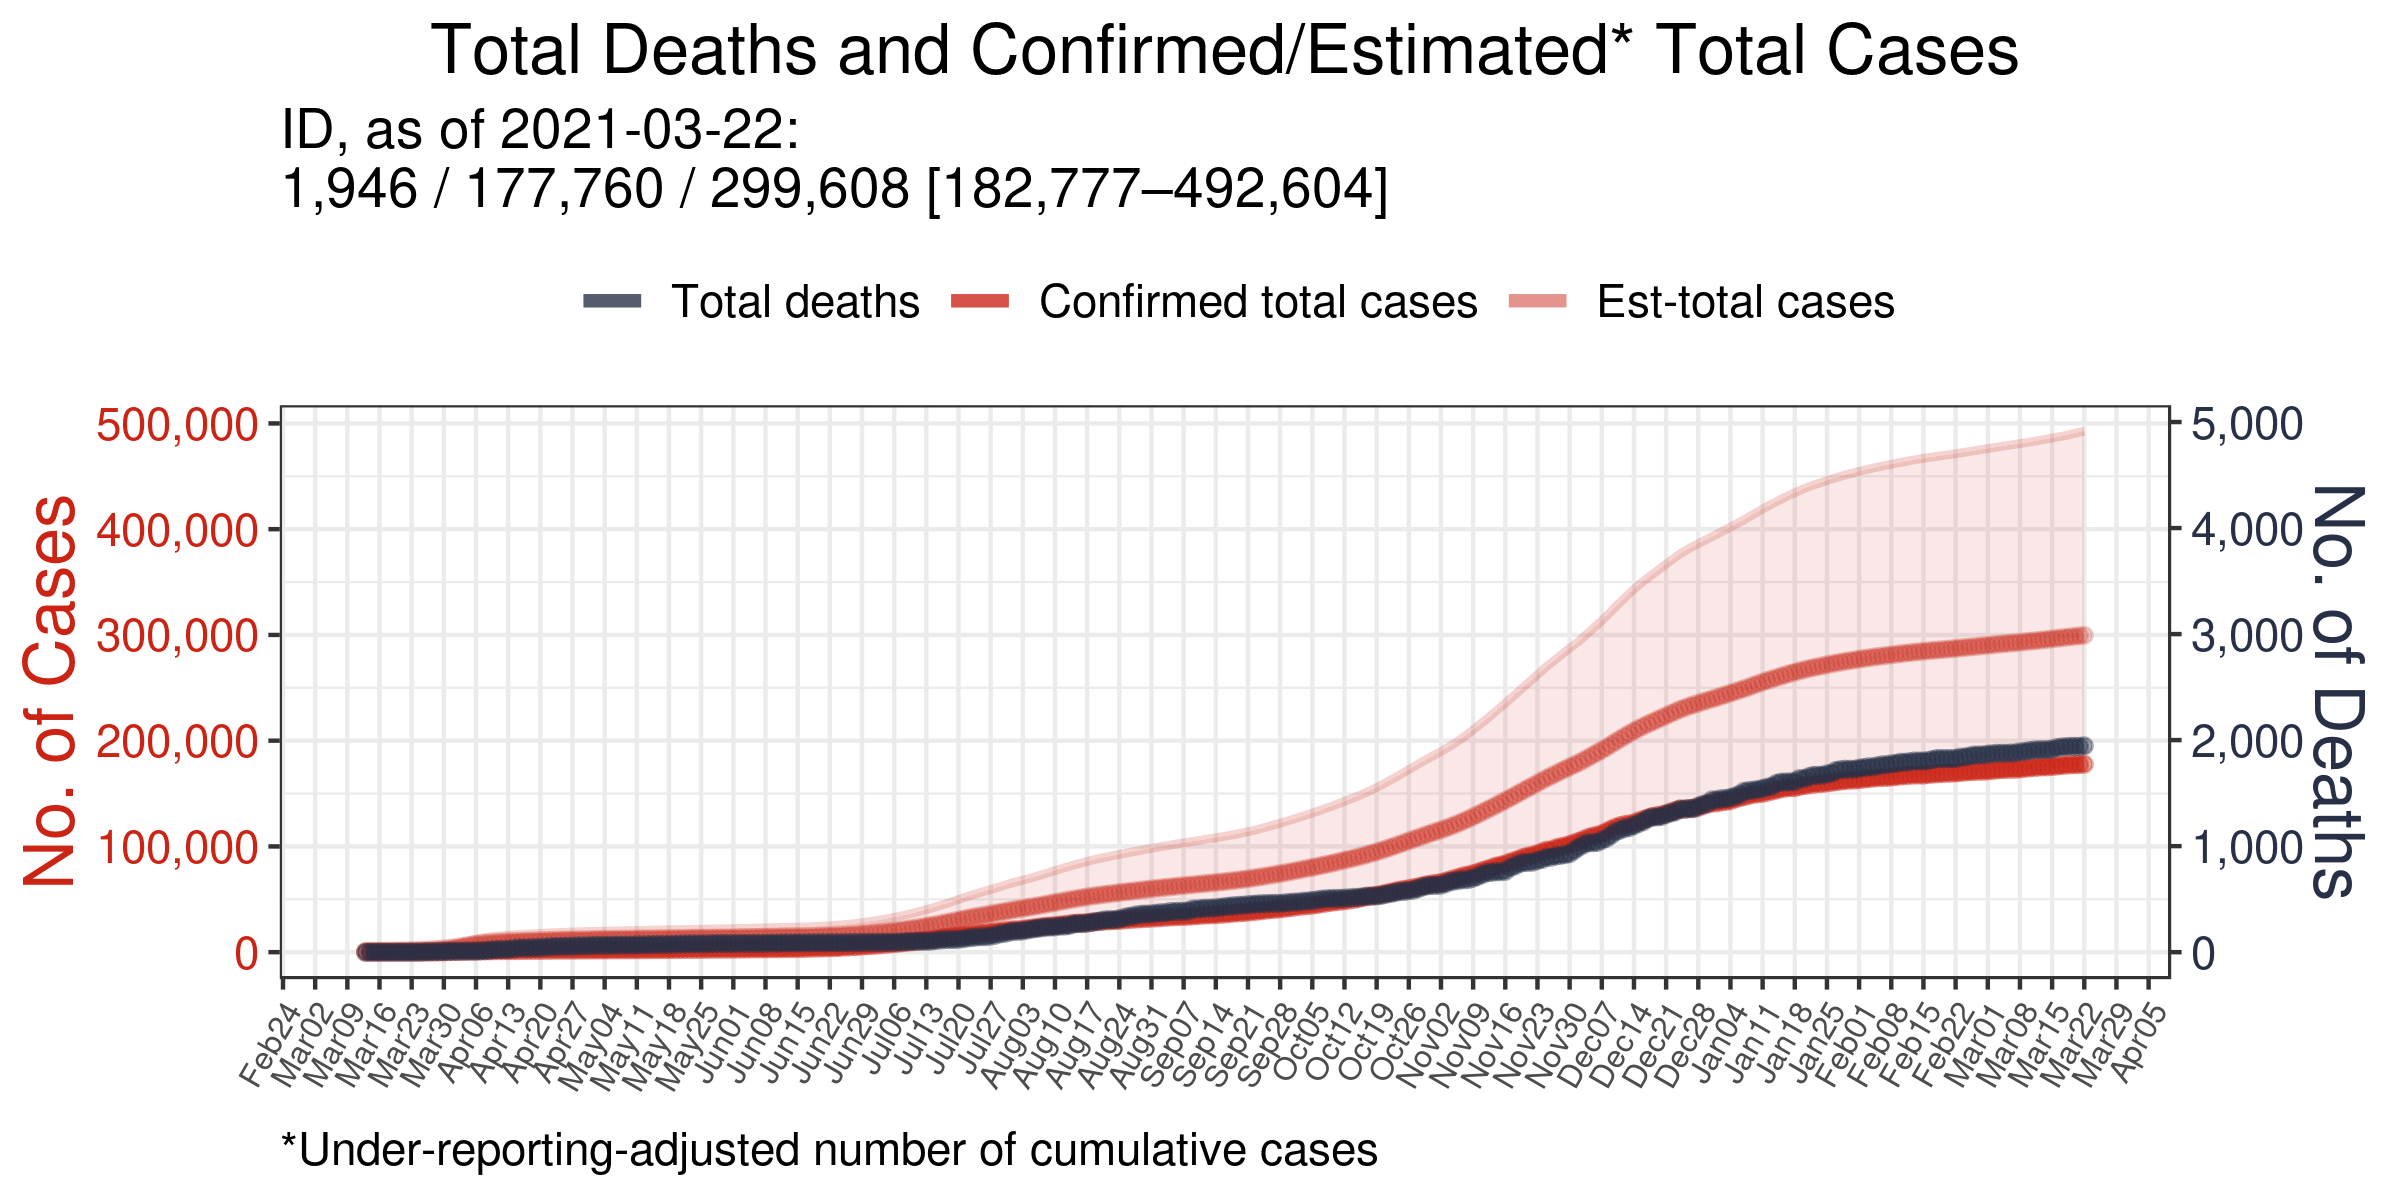 Total Deaths and Confirmed/Estimated* Total Cases
ID, as of 2021-03-22:
1,946 / 177,760 / 299,608 [182,777–492,604]
Total deaths
Confirmed total cases
Est-total cases
No. of Cases
500,000
400,000
300,000
200,000
100,000
0
5,000
4,000
3,000
2,000
1,000
0
No. of Deaths
Feb24
Mar02
Mar09
Mar16
Mar23
Mar30
Apr06
Apr13
Apr20
Apr27
May04
May11
May18
May25
Jun01
Jun08
Jun15
Jun22
Jun29
Jul06
Jul13
Jul20
Jul27
Aug03
Aug10
Aug17
Aug24
Aug31
Sep07
Sep14
Sep21
Sep28
Oct05
Oct12
Oct19
Oct26
Nov02
Nov09
Nov16
Nov23
Nov30
Dec07
Dec14
Dec21
Dec28
Jan04
Jan11
Jan18
Jan25
Feb01
Feb08
Feb15
Feb22
Mar01
Mar08
Mar15
Mar22
Mar29
Apr05
*Under-reporting-adjusted number of cumulative cases